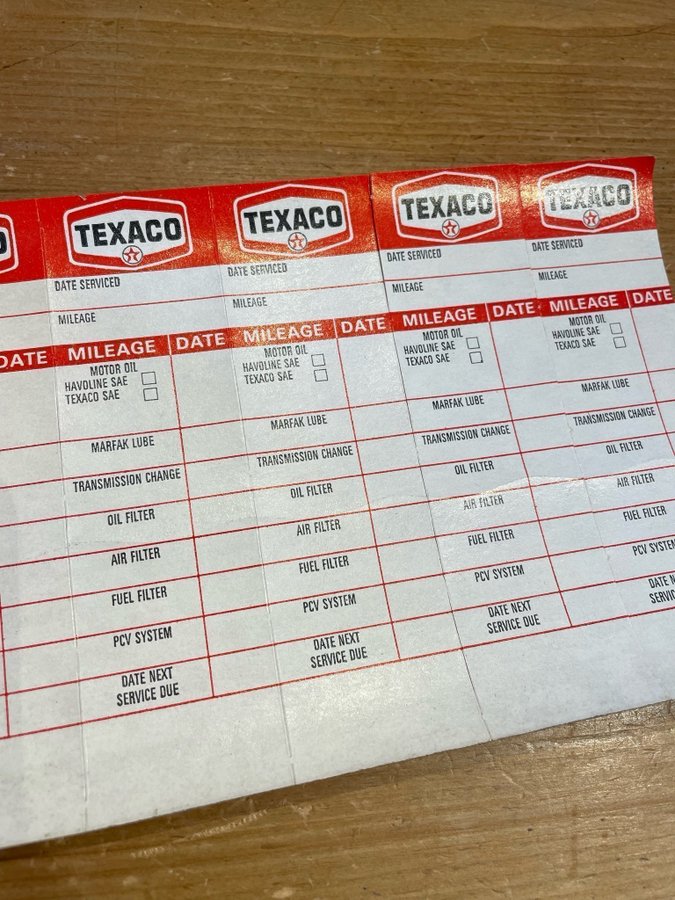 TEXACO
DATE SERVICED
MILEAGE
MILEAGE DATE
MOTOR OIL
HAVOLINE SAE
TEXACO SAE
MARFAK LUBE
TRANSMISSION CHANGE
OIL FILTER
AIR FILTER
FUEL FILTER
PCV SYSTEM
DATE NEXT
SERVICE DUE
TEXACO
DATE SERVICED
MILEAGE
MILEAGE DATE
MOTOR OIL
HAVOLINE SAE
TEXACO SAE
MARFAK LUBE
TRANSMISSION CHANGE
OIL FILTER
AIR FILTER
FUEL FILTER
PCV SYSTEM
DATE NEXT
SERVICE DUE
TEXACO
DATE SERVICED
MILEAGE
MILEAGE DATE
MOTOR OIL
HAVOLINE SAE
TEXACO SAE
MARFAK LUBE
TRANSMISSION CHANGE
OIL FILTER
AIR FILTER
FUEL FILTER
PCV SYSTEM
DATE NEXT
SERVICE DUE
TEXACO
DATE SERVICED
MILEAGE
MILEAGE DATE
MOTOR OIL
HAVOLINE SAE
TEXACO SAE
MARFAK LUBE
TRANSMISSION CHANGE
OIL FILTER
AIR FILTER
FUEL FILTER
PCV SYSTEM
DATE
DATE